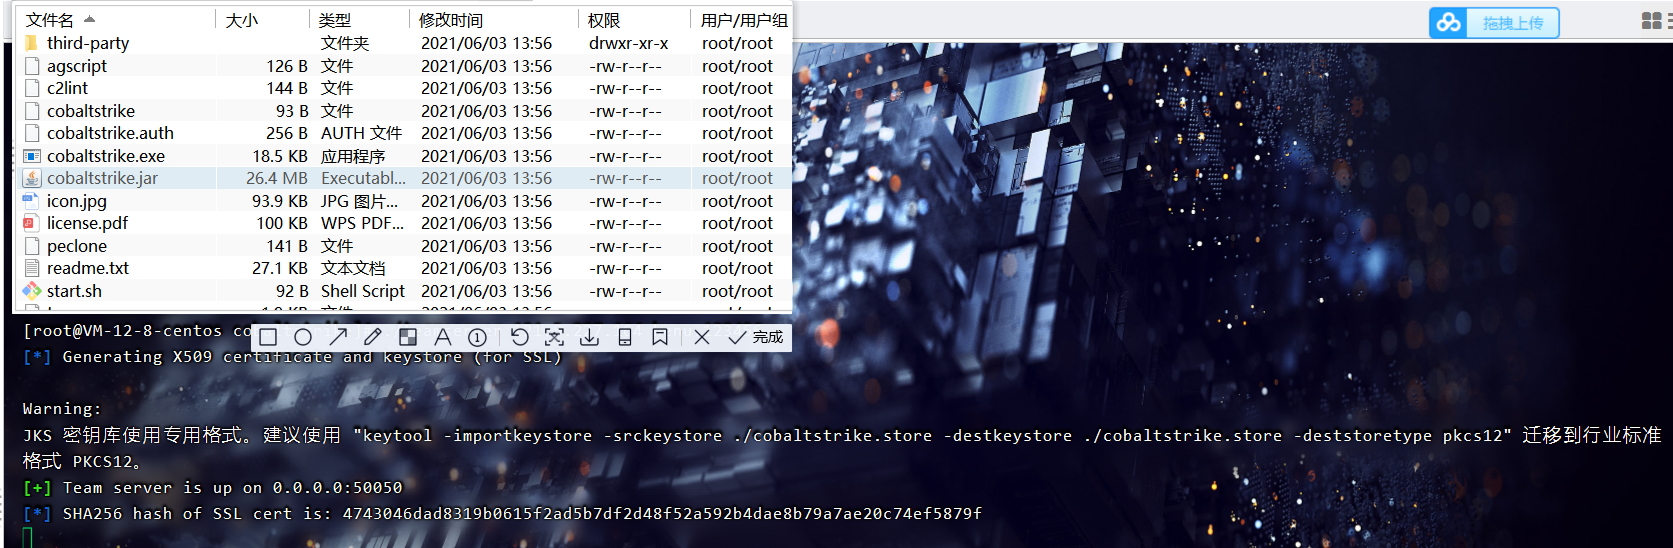 文件名 大小 类型 修改时间 权限 用户/用户组
拖拽上传
third-party 文件夹 2021/06/03 13:56 drwxr-xr-x root/root
agscript 126 B 文件 2021/06/03 13:56 -rw-r--r-- root/root
c2lint 144 B 文件 2021/06/03 13:56 -rw-r--r-- root/root
cobaltstrike 93 B 文件 2021/06/03 13:56 -rw-r--r-- root/root
cobaltstrike.auth 256 B AUTH 文件 2021/06/03 13:56 -rw-r--r-- root/root
cobaltstrike.exe 18.5 KB 应用程序 2021/06/03 13:56 -rw-r--r-- root/root
cobaltstrike.jar 26.4 MB Executabl... 2021/06/03 13:56 -rw-r--r-- root/root
icon.jpg 93.9 KB JPG 图片... 2021/06/03 13:56 -rw-r--r-- root/root
license.pdf 100 KB WPS PDF... 2021/06/03 13:56 -rw-r--r-- root/root
peclone 141 B 文件 2021/06/03 13:56 -rw-r--r-- root/root
readme.txt 27.1 KB 文本文档 2021/06/03 13:56 -rw-r--r-- root/root
start.sh 92 B Shell Script 2021/06/03 13:56 -rw-r--r-- root/root
[root@VM-12-8-centos co
完成
[*] Generating X509 certificate and keystore (for SSL)
Warning:
JKS 密钥库使用专用格式。建议使用 "keytool -importkeystore -srckeystore ./cobaltstrike.store -destkeystore ./cobaltstrike.store -deststoretype pkcs12" 迁移到行业标准
格式 PKCS12。
[+] Team server is up on 0.0.0.0:50050
[*] SHA256 hash of SSL cert is: 4743046dad8319b0615f2ad5b7df2d48f52a592b4dae8b79a7ae20c74ef5879f